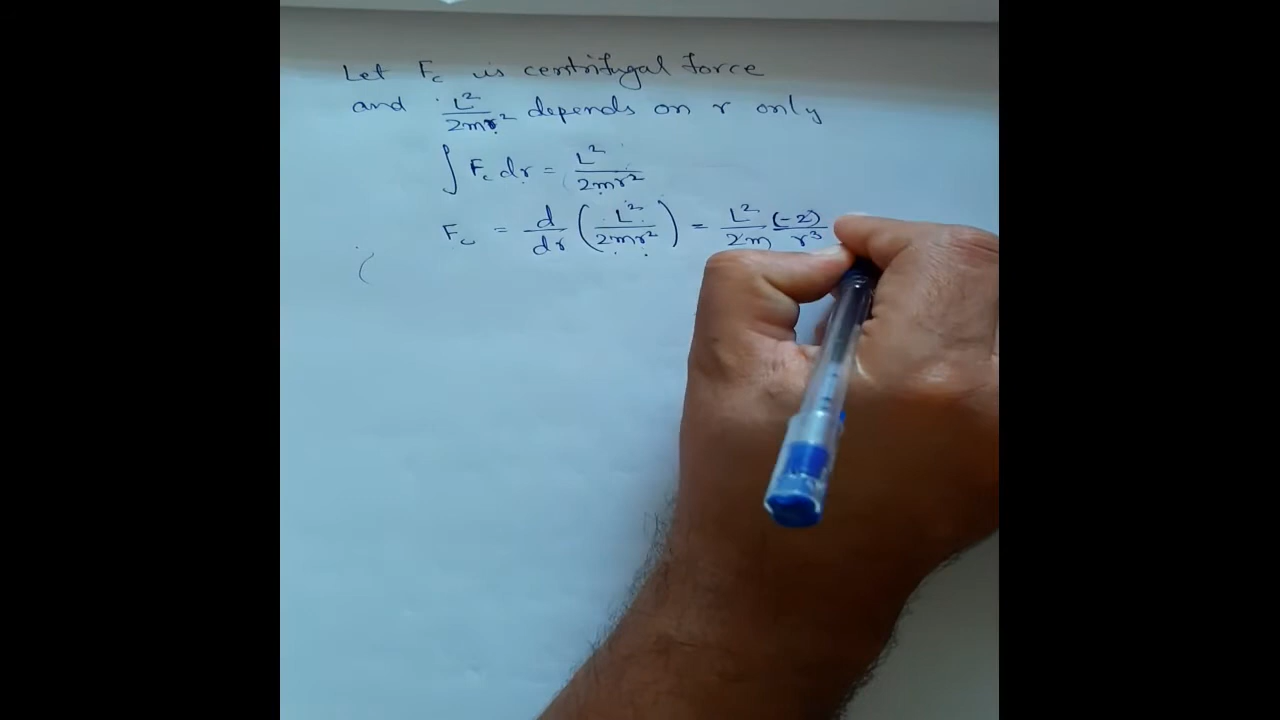 Let F_c is centrifugal force
and L²/2mr² depends on r only
∫ F_c dr = L²/2mr²
F_c = d/dr (L²/2mr²) = L²/2m (-2)/r³